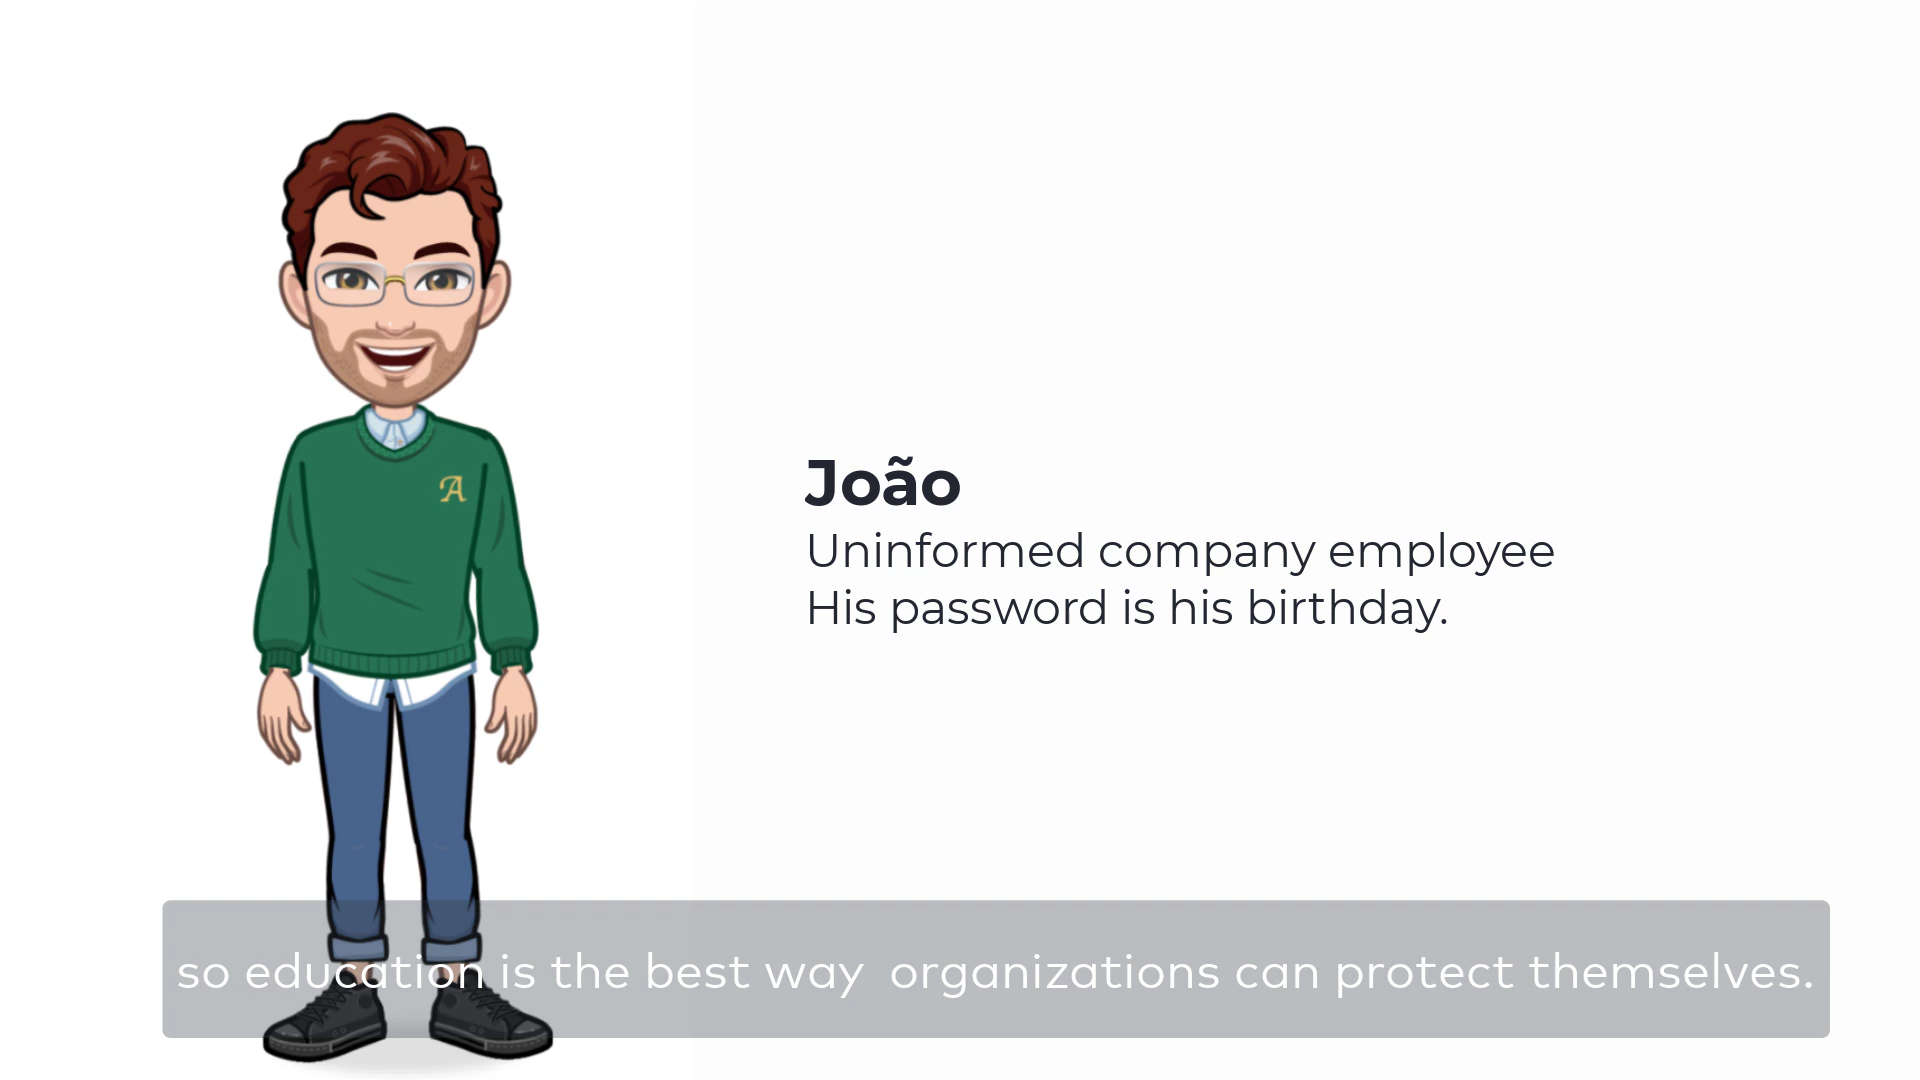 A
João
Uninformed company employee
His password is his birthday.
so education is the best way  organizations can protect themselves.